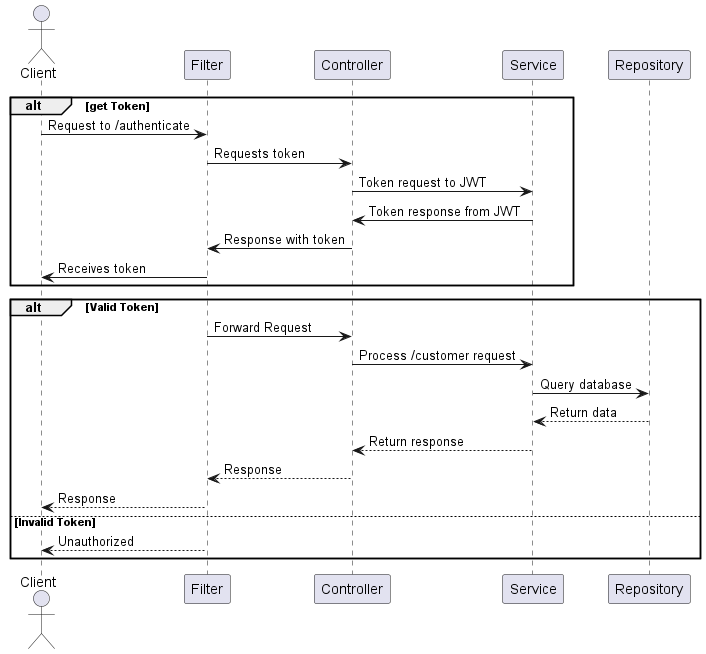 Client
Filter
Controller
Service
Repository
alt [get Token]
Request to /authenticate
Requests token
Token request to JWT
Token response from JWT
Response with token
Receives token
alt [Valid Token]
Forward Request
Process /customer request
Query database
Return data
Return response
Response
Response
[Invalid Token]
Unauthorized
Client
Filter
Controller
Service
Repository